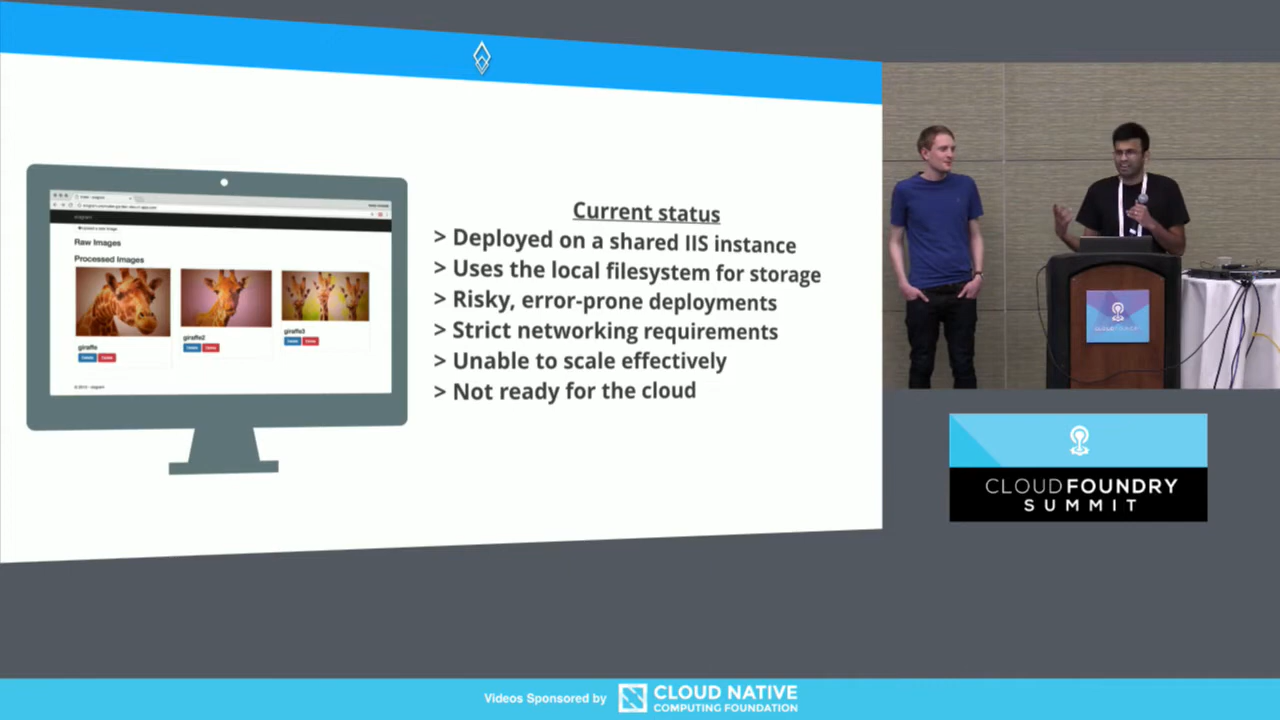 Current status
> Deployed on a shared IIS instance
> Uses the local filesystem for storage
> Risky, error-prone deployments
> Strict networking requirements
> Unable to scale effectively
> Not ready for the cloud
Raw Images
Processed Images
giraffe
giraffe2
giraffe3
CLOUD FOUNDRY
CLOUD FOUNDRY
SUMMIT
Videos Sponsored by
CLOUD NATIVE
COMPUTING FOUNDATION